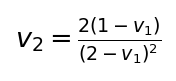 v₂ = 2(1 − v₁) / (2 − v₁)²